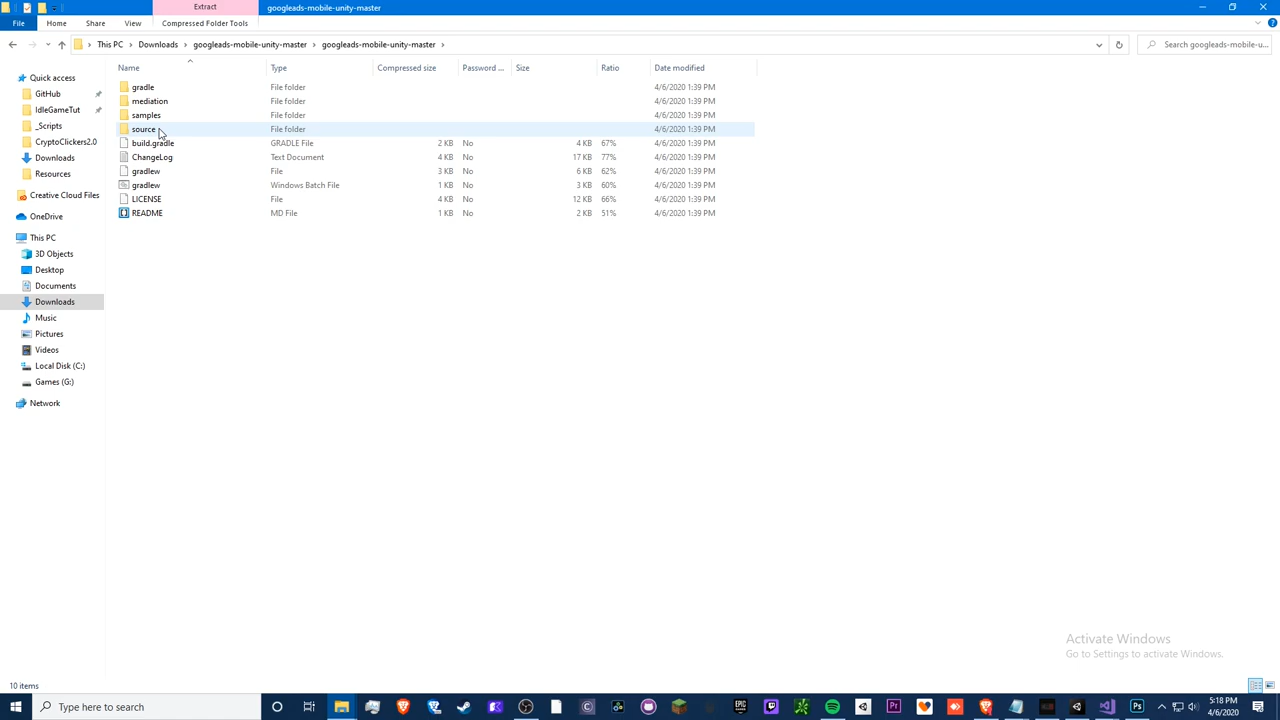 Extract
googleads-mobile-unity-master
File
Home
Share
View
Compressed Folder Tools
This PC
Downloads
googleads-mobile-unity-master
googleads-mobile-unity-master
Search googleads-mobile-u...
Name
Type
Compressed size
Password ...
Size
Ratio
Date modified
Quick access
GitHub
IdleGameTut
_Scripts
CryptoClickers2.0
Downloads
Resources
Creative Cloud Files
OneDrive
This PC
3D Objects
Desktop
Documents
Downloads
Music
Pictures
Videos
Local Disk (C:)
Games (G:)
Network
gradle File folder 4/6/2020 1:39 PM
mediation File folder 4/6/2020 1:39 PM
samples File folder 4/6/2020 1:39 PM
source File folder 4/6/2020 1:39 PM
build.gradle GRADLE File 2 KB No 4 KB 67% 4/6/2020 1:39 PM
ChangeLog Text Document 4 KB No 17 KB 77% 4/6/2020 1:39 PM
gradlew File 3 KB No 6 KB 62% 4/6/2020 1:39 PM
gradlew Windows Batch File 1 KB No 3 KB 60% 4/6/2020 1:39 PM
LICENSE File 4 KB No 12 KB 66% 4/6/2020 1:39 PM
README MD File 1 KB No 2 KB 51% 4/6/2020 1:39 PM
Activate Windows
Go to Settings to activate Windows.
10 items
Type here to search
5:18 PM
4/6/2020